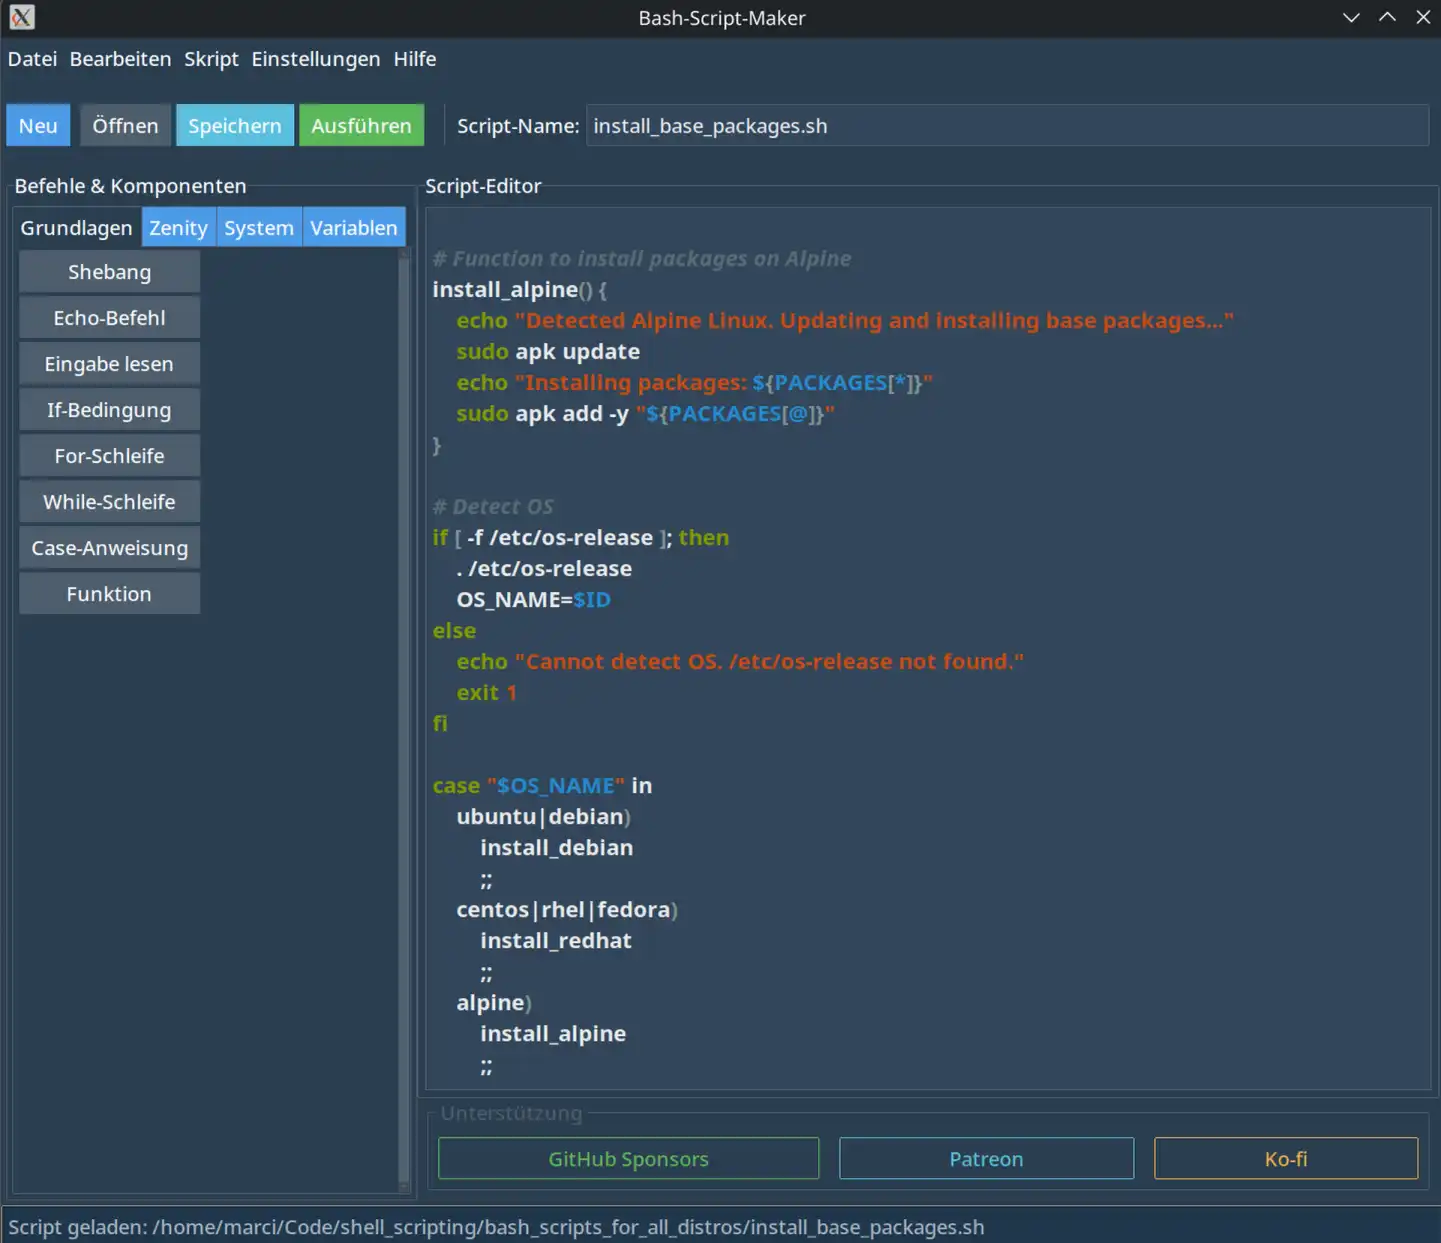 Bash-Script-Maker
Datei Bearbeiten Skript Einstellungen Hilfe
Neu Öffnen Speichern Ausführen Script-Name: install_base_packages.sh
Befehle & Komponenten
Grundlagen Zenity System Variablen
Shebang
Echo-Befehl
Eingabe lesen
If-Bedingung
For-Schleife
While-Schleife
Case-Anweisung
Funktion
Script-Editor
# Function to install packages on Alpine
install_alpine() {
    echo "Detected Alpine Linux. Updating and installing base packages..."
    sudo apk update
    echo "Installing packages: ${PACKAGES[*]}"
    sudo apk add -y "${PACKAGES[@]}"
}
# Detect OS
if [ -f /etc/os-release ]; then
    . /etc/os-release
    OS_NAME=$ID
else
    echo "Cannot detect OS. /etc/os-release not found."
    exit 1
fi
case "$OS_NAME" in
    ubuntu|debian)
        install_debian
        ;;
    centos|rhel|fedora)
        install_redhat
        ;;
    alpine)
        install_alpine
        ;;
Unterstützung
GitHub Sponsors Patreon Ko-fi
Script geladen: /home/marci/Code/shell_scripting/bash_scripts_for_all_distros/install_base_packages.sh